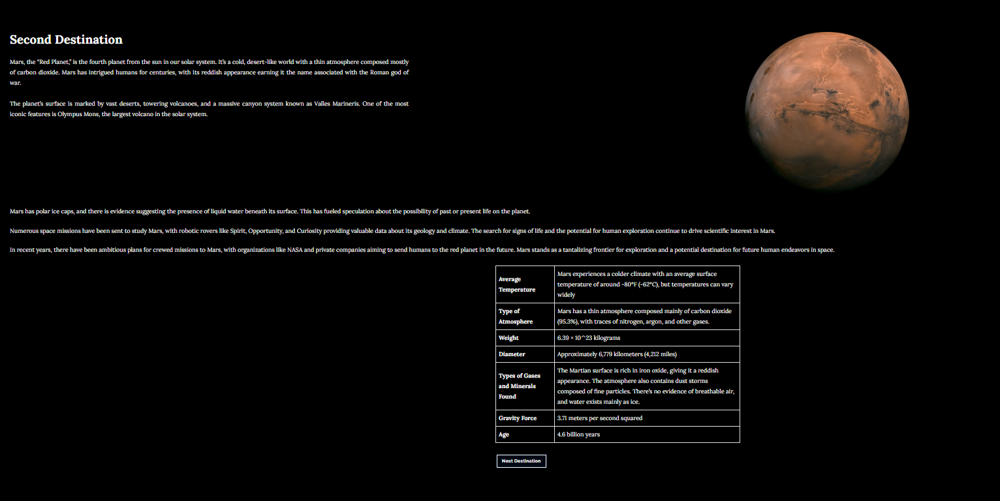 Second Destination
Mars, the “Red Planet,” is the fourth planet from the sun in our solar system. It’s a cold, desert-like world with a thin atmosphere composed mostly
of carbon dioxide. Mars has intrigued humans for centuries, with its reddish appearance earning it the name associated with the Roman god of
war.
The planet’s surface is marked by vast deserts, towering volcanoes, and a massive canyon system known as Valles Marineris. One of the most
iconic features is Olympus Mons, the largest volcano in the solar system.
Mars has polar ice caps, and there is evidence suggesting the presence of liquid water beneath its surface. This has fueled speculation about the possibility of past or present life on the planet.
Numerous space missions have been sent to study Mars, with robotic rovers like Spirit, Opportunity, and Curiosity providing valuable data about its geology and climate. The search for signs of life and the potential for human exploration continue to drive scientific interest in Mars.
In recent years, there have been ambitious plans for crewed missions to Mars, with organizations like NASA and private companies aiming to send humans to the red planet in the future. Mars stands as a tantalizing frontier for exploration and a potential destination for future human endeavors in space.
Average
Temperature
Mars experiences a colder climate with an average surface
temperature of around -80°F (-62°C), but temperatures can vary
widely
Type of
Atmosphere
Mars has a thin atmosphere composed mainly of carbon dioxide
(95.3%), with traces of nitrogen, argon, and other gases.
Weight
6.39 × 10^23 kilograms
Diameter
Approximately 6,779 kilometers (4,212 miles)
Types of Gases
and Minerals
Found
The Martian surface is rich in iron oxide, giving it a reddish
appearance. The atmosphere also contains dust storms
composed of fine particles. There’s no evidence of breathable air,
and water exists mainly as ice.
Gravity Force
3.71 meters per second squared
Age
4.6 billion years
Next Destination